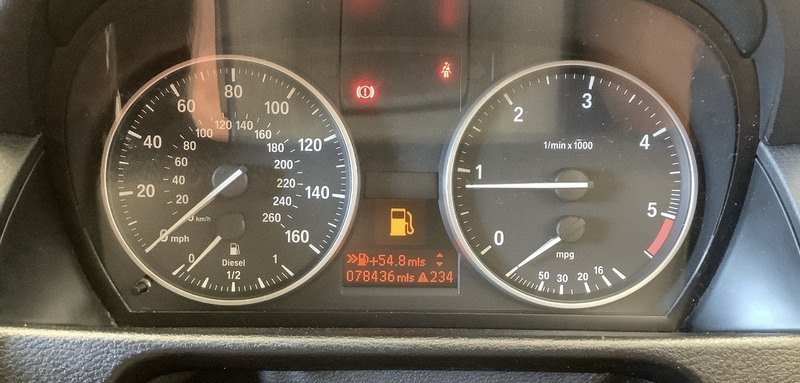 0 20 40 60 80 100 120 140 160
mph
0 20 40 60 80 100 120 140 160 180 200 220 240 260
km/h
0 1/2 1
Diesel
+54.8 mls
078436 mls 234
0 1 2 3 4 5
1/min x 1000
mpg
50 30 20 16